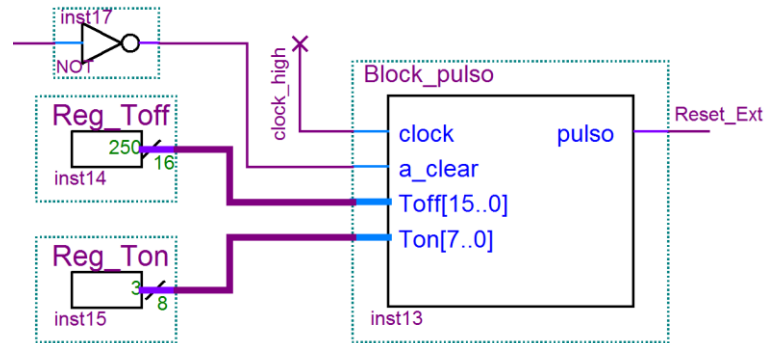 inst17
NOT
clock_high
Block_pulso
Reg_Toff
250
16
inst14
clock
pulso
Reset_Ext
a_clear
Toff[15..0]
Ton[7..0]
Reg_Ton
3
8
inst15
inst13